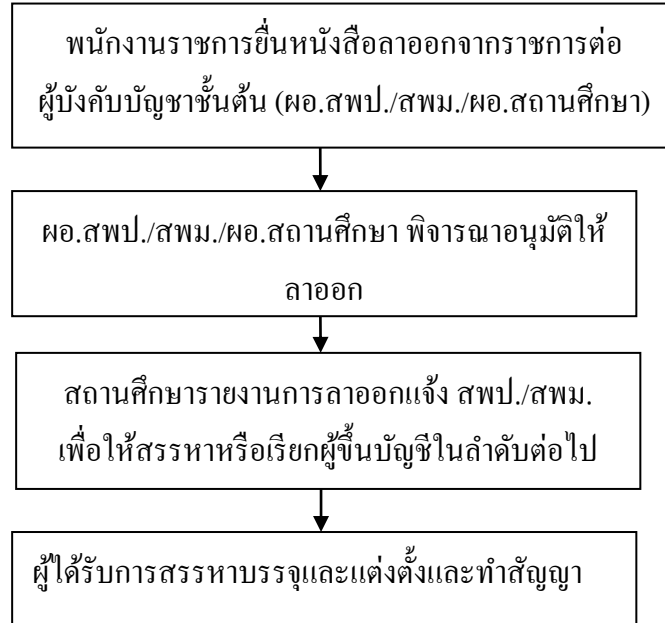 พนักงานราชการยื่นหนังสือลาออกจากราชการต่อ
ผู้บังคับบัญชาชั้นต้น (ผอ.สพป./สพม./ผอ.สถานศึกษา)
ผอ.สพป./สพม./ผอ.สถานศึกษา พิจารณาอนุมัติให้
ลาออก
สถานศึกษารายงานการลาออกแจ้ง สพป./สพม.
เพื่อให้สรรหาหรือเรียกผู้ขึ้นบัญชีในลำดับต่อไป
ผู้ได้รับการสรรหาบรรจุและแต่งตั้งและทำสัญญา